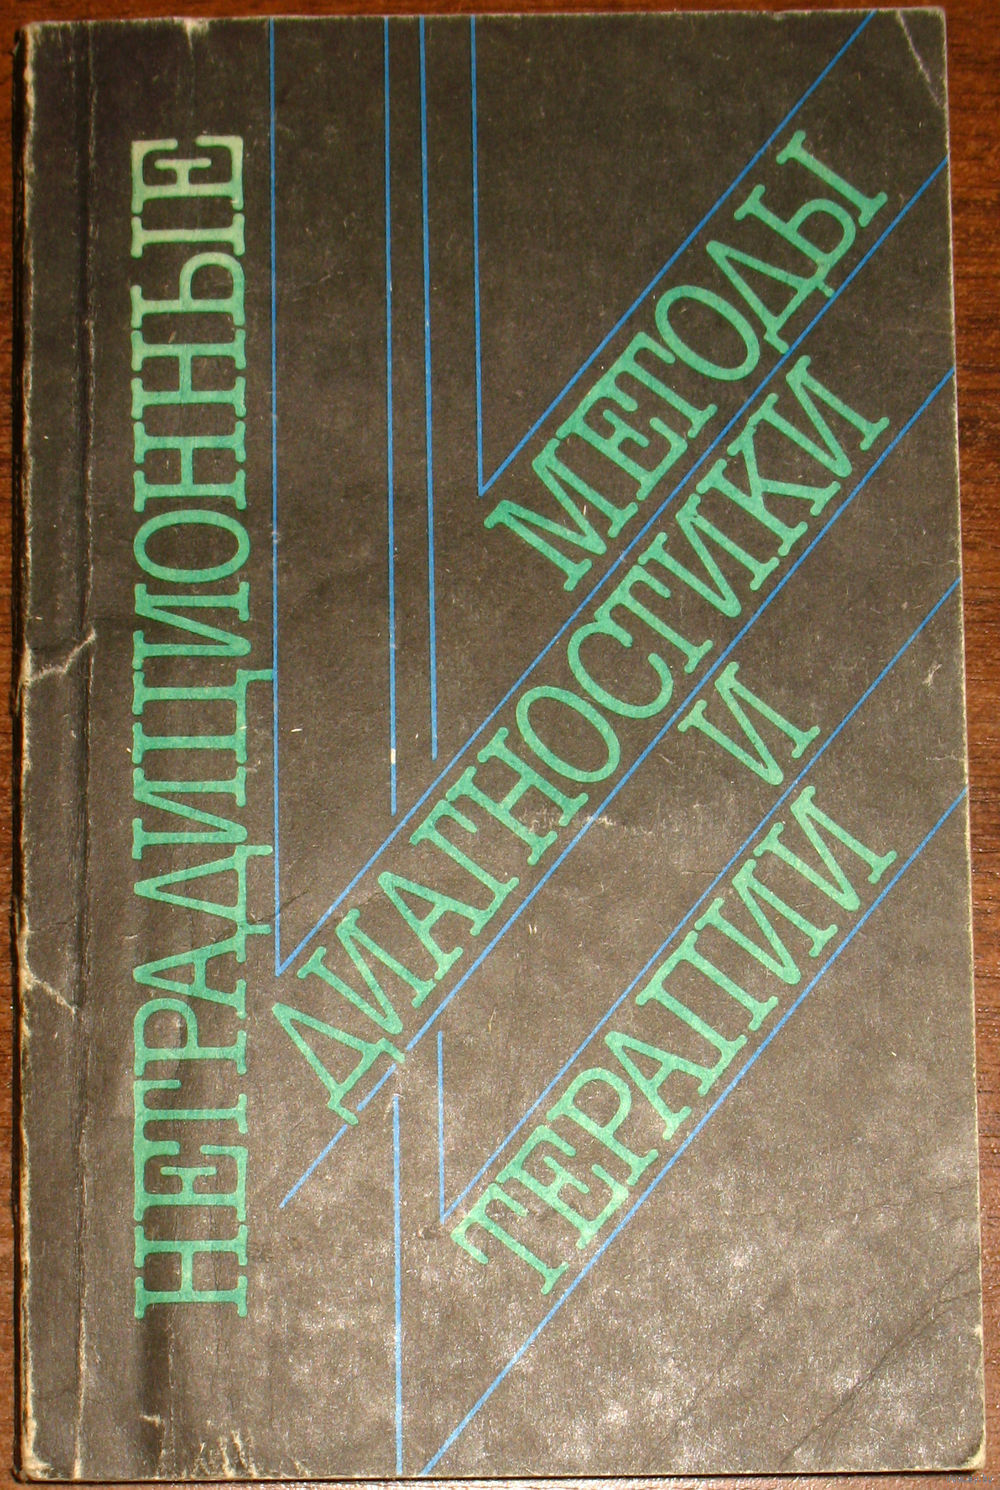 НЕТРАДИЦИОННЫЕ
МЕТОДЫ
ДИАГНОСТИКИ
И
ТЕРАПИИ